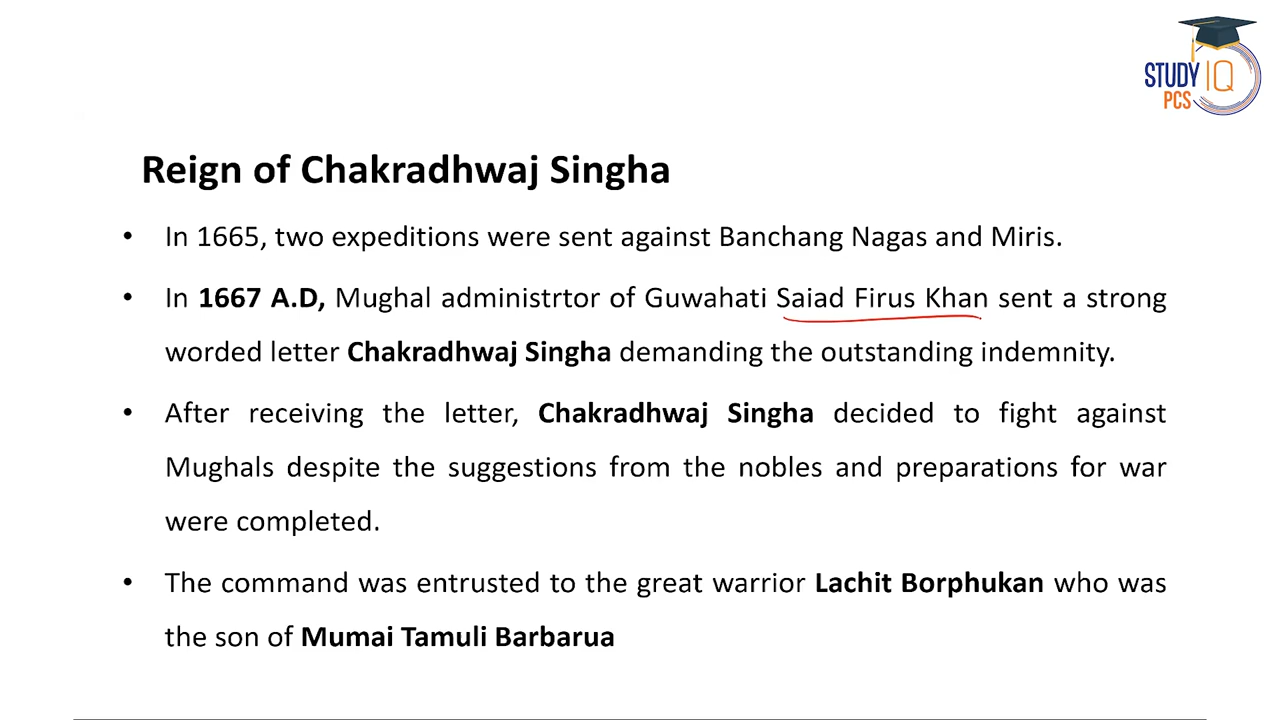 STUDY IQ
PCS
Reign of Chakradhwaj Singha
• In 1665, two expeditions were sent against Banchang Nagas and Miris.
• In 1667 A.D, Mughal administrtor of Guwahati Saiad Firus Khan sent a strong
worded letter Chakradhwaj Singha demanding the outstanding indemnity.
• After receiving the letter, Chakradhwaj Singha decided to fight against
Mughals despite the suggestions from the nobles and preparations for war
were completed.
• The command was entrusted to the great warrior Lachit Borphukan who was
the son of Mumai Tamuli Barbarua